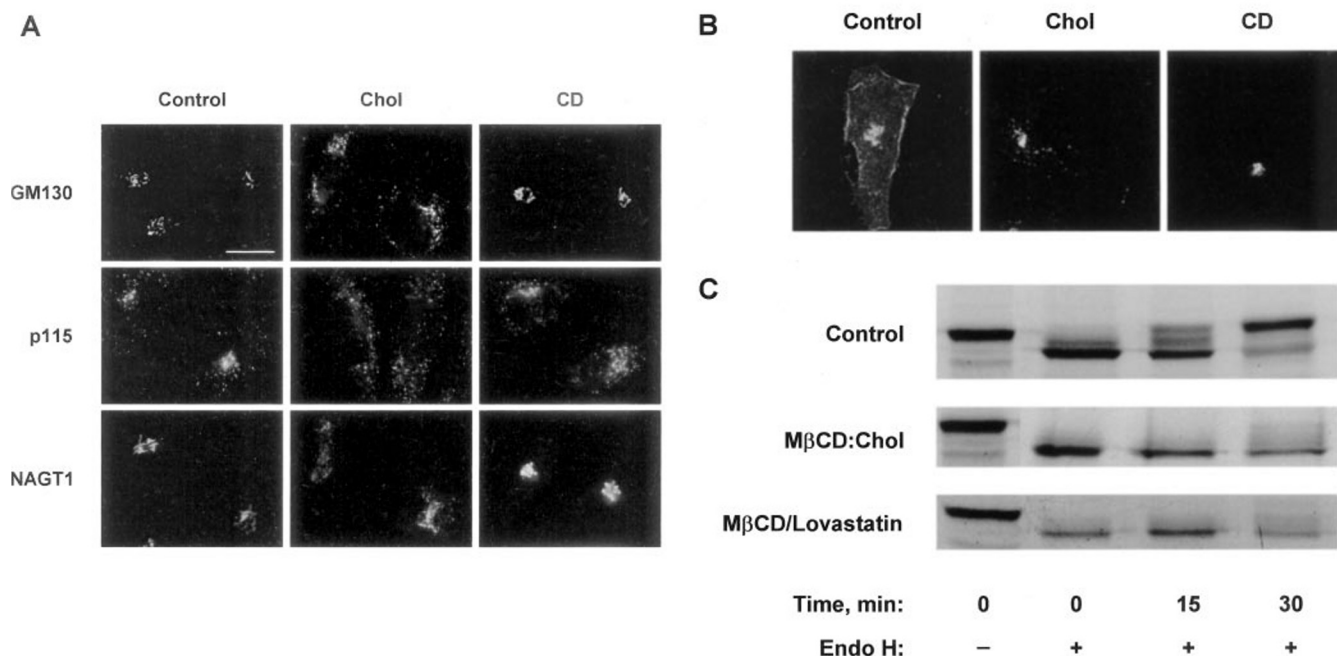 A
Control Chol CD
GM130
p115
NAGT1
B
Control Chol CD
C
Control
MβCD:Chol
MβCD/Lovastatin
Time, min: 0 0 15 30
Endo H: – + + +